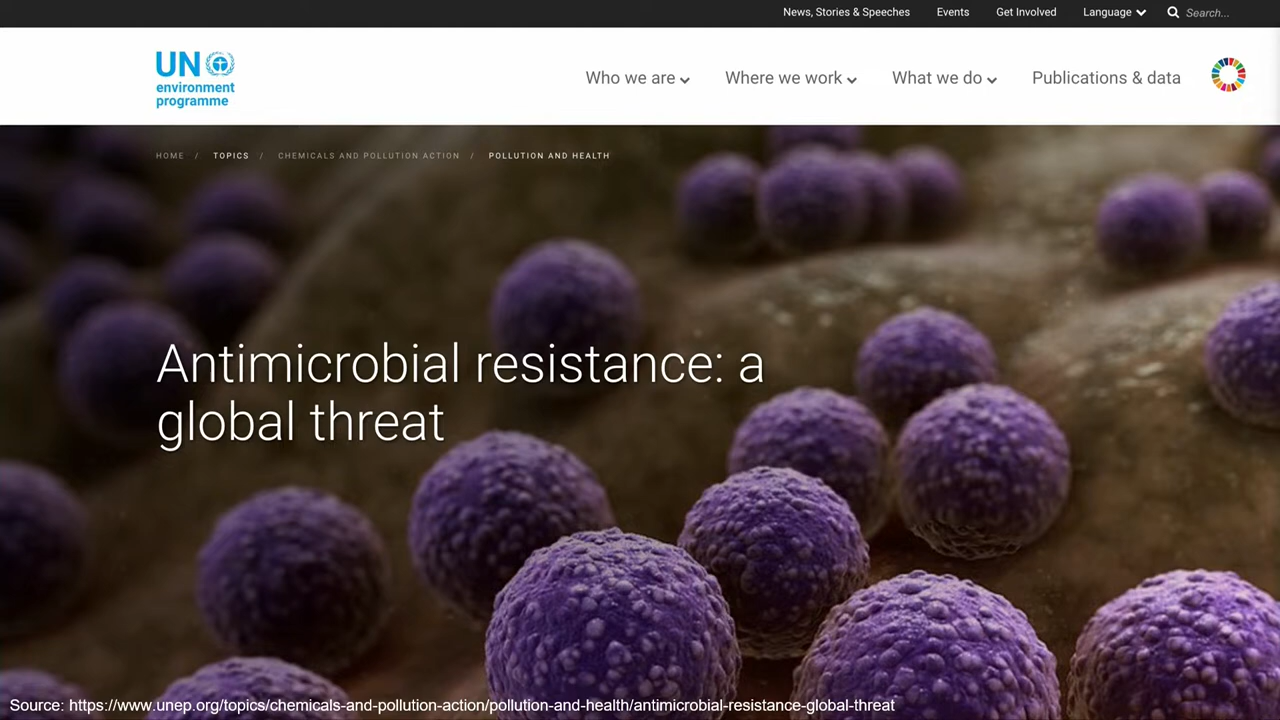 News, Stories & Speeches Events Get Involved Language Search...
UN
environment
programme
Who we are Where we work What we do Publications & data
HOME / TOPICS / CHEMICALS AND POLLUTION ACTION / POLLUTION AND HEALTH
Antimicrobial resistance: a
global threat
Source: https://www.unep.org/topics/chemicals-and-pollution-action/pollution-and-health/antimicrobial-resistance-global-threat